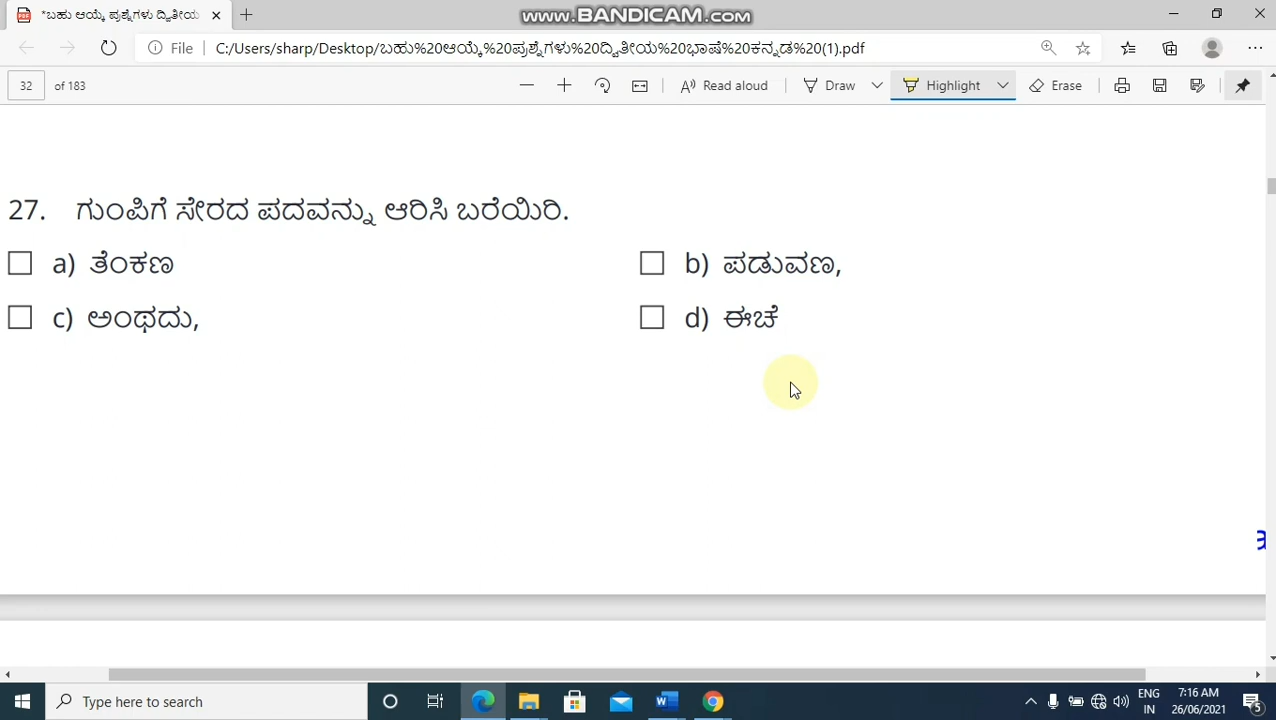 *ಬಹು ಆಯ್ಕೆ ಪ್ರಶ್ನೆಗಳು ದ್ವಿತೀಯ
www.BANDICAM.com
File C:/Users/sharp/Desktop/ಬಹು%20ಆಯ್ಕೆ%20ಪ್ರಶ್ನೆಗಳು%20ದ್ವಿತೀಯ%20ಭಾಷೆ%20ಕನ್ನಡ%20(1).pdf
32 of 183 Read aloud Draw Highlight Erase
27. ಗುಂಪಿಗೆ ಸೇರದ ಪದವನ್ನು ಆರಿಸಿ ಬರೆಯಿರಿ.
a) ತೆಂಕಣ b) ಪಡುವಣ,
c) ಅಂಥದು, d) ಈಚೆ
Type here to search ENG 7:16 AM
IN 26/06/2021 5